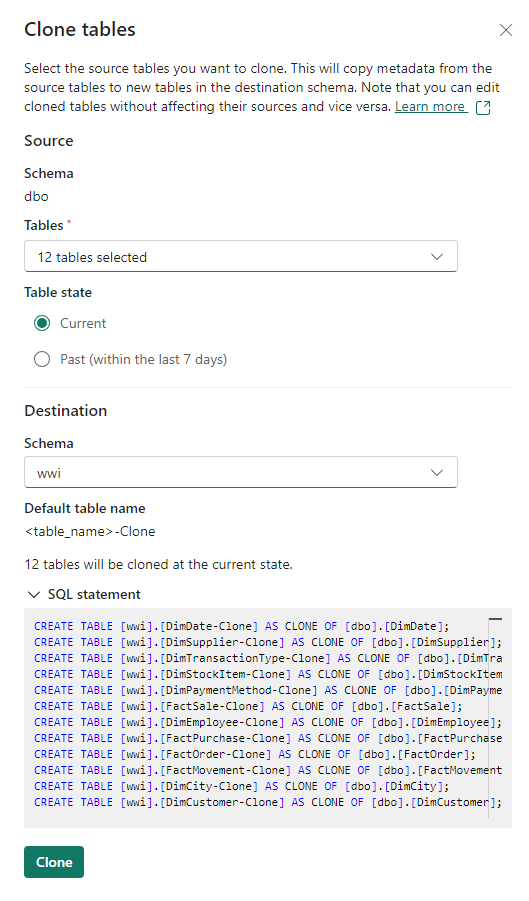 Clone tables
Select the source tables you want to clone. This will copy metadata from the
source tables to new tables in the destination schema. Note that you can edit
cloned tables without affecting their sources and vice versa. Learn more
Source
Schema
dbo
Tables *
12 tables selected
Table state
Current
Past (within the last 7 days)
Destination
Schema
wwi
Default table name
<table_name>-Clone
12 tables will be cloned at the current state.
SQL statement
CREATE TABLE [wwi].[DimDate-Clone] AS CLONE OF [dbo].[DimDate];
CREATE TABLE [wwi].[DimSupplier-Clone] AS CLONE OF [dbo].[DimSupplier];
CREATE TABLE [wwi].[DimTransactionType-Clone] AS CLONE OF [dbo].[DimTra
CREATE TABLE [wwi].[DimStockItem-Clone] AS CLONE OF [dbo].[DimStockItem
CREATE TABLE [wwi].[DimPaymentMethod-Clone] AS CLONE OF [dbo].[DimPayme
CREATE TABLE [wwi].[FactSale-Clone] AS CLONE OF [dbo].[FactSale];
CREATE TABLE [wwi].[DimEmployee-Clone] AS CLONE OF [dbo].[DimEmployee];
CREATE TABLE [wwi].[FactPurchase-Clone] AS CLONE OF [dbo].[FactPurchase
CREATE TABLE [wwi].[FactOrder-Clone] AS CLONE OF [dbo].[FactOrder];
CREATE TABLE [wwi].[FactMovement-Clone] AS CLONE OF [dbo].[FactMovement
CREATE TABLE [wwi].[DimCity-Clone] AS CLONE OF [dbo].[DimCity];
CREATE TABLE [wwi].[DimCustomer-Clone] AS CLONE OF [dbo].[DimCustomer];
Clone